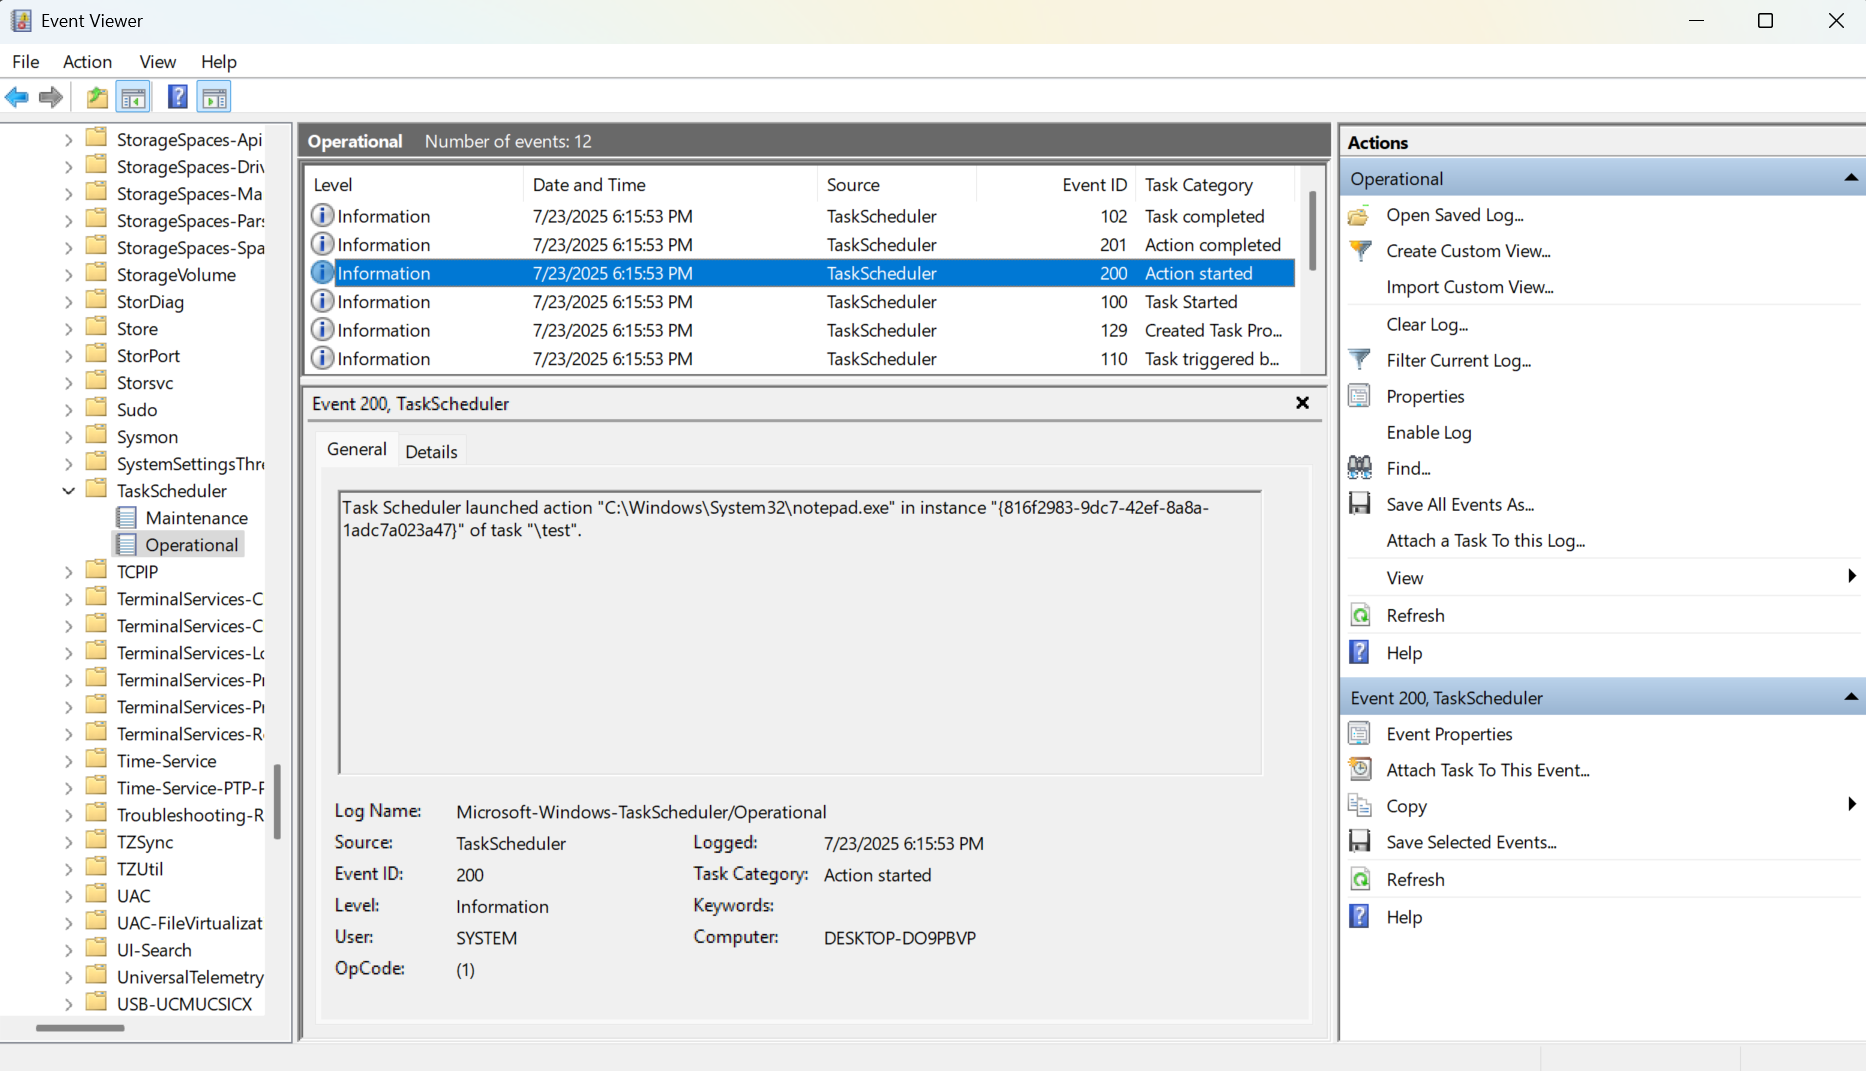 Event Viewer
File Action View Help
StorageSpaces-Api
StorageSpaces-Driv
StorageSpaces-Ma
StorageSpaces-Pars
StorageSpaces-Spa
StorageVolume
StorDiag
Store
StorPort
Storsvc
Sudo
Sysmon
SystemSettingsThre
TaskScheduler
Maintenance
Operational
TCPIP
TerminalServices-C
TerminalServices-C
TerminalServices-Lo
TerminalServices-Pr
TerminalServices-Pr
TerminalServices-Re
Time-Service
Time-Service-PTP-P
Troubleshooting-R
TZSync
TZUtil
UAC
UAC-FileVirtualizat
UI-Search
UniversalTelemetry
USB-UCMUCSICX
Operational Number of events: 12
Level Date and Time Source Event ID Task Category
Information 7/23/2025 6:15:53 PM TaskScheduler 102 Task completed
Information 7/23/2025 6:15:53 PM TaskScheduler 201 Action completed
Information 7/23/2025 6:15:53 PM TaskScheduler 200 Action started
Information 7/23/2025 6:15:53 PM TaskScheduler 100 Task Started
Information 7/23/2025 6:15:53 PM TaskScheduler 129 Created Task Pro...
Information 7/23/2025 6:15:53 PM TaskScheduler 110 Task triggered b...
Event 200, TaskScheduler
General Details
Task Scheduler launched action "C:\Windows\System32\notepad.exe" in instance "{816f2983-9dc7-42ef-8a8a-
1adc7a023a47}" of task "\test".
Log Name: Microsoft-Windows-TaskScheduler/Operational
Source: TaskScheduler Logged: 7/23/2025 6:15:53 PM
Event ID: 200 Task Category: Action started
Level: Information Keywords:
User: SYSTEM Computer: DESKTOP-DO9PBVP
OpCode: (1)
Actions
Operational
Open Saved Log...
Create Custom View...
Import Custom View...
Clear Log...
Filter Current Log...
Properties
Enable Log
Find...
Save All Events As...
Attach a Task To this Log...
View
Refresh
Help
Event 200, TaskScheduler
Event Properties
Attach Task To This Event...
Copy
Save Selected Events...
Refresh
Help